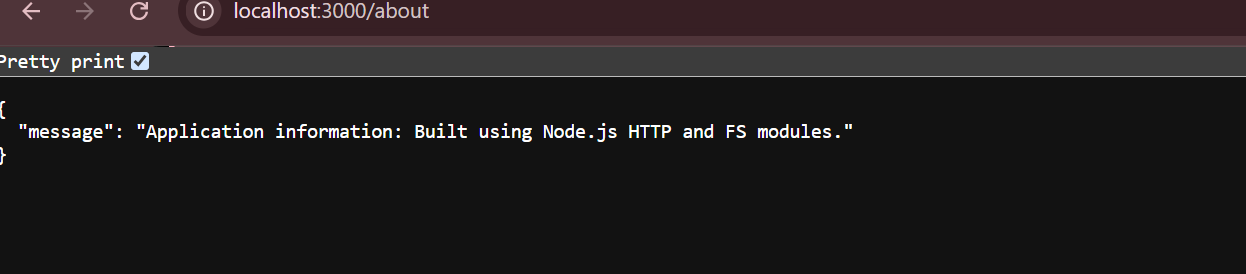 localhost:3000/about
Pretty print
{
"message": "Application information: Built using Node.js HTTP and FS modules."
}